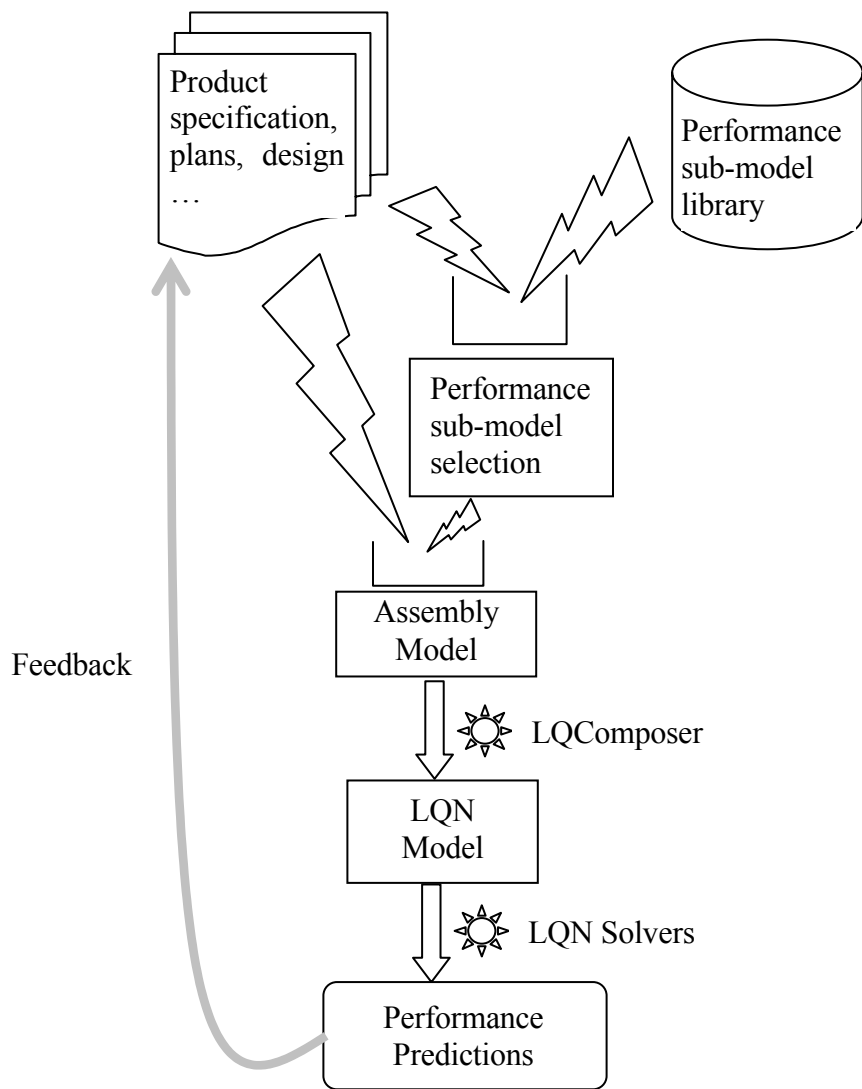 Product
specification,
plans, design
…
Performance
sub-model
library
Performance
sub-model
selection
Assembly
Model
Feedback
LQComposer
LQN
Model
LQN Solvers
Performance
Predictions